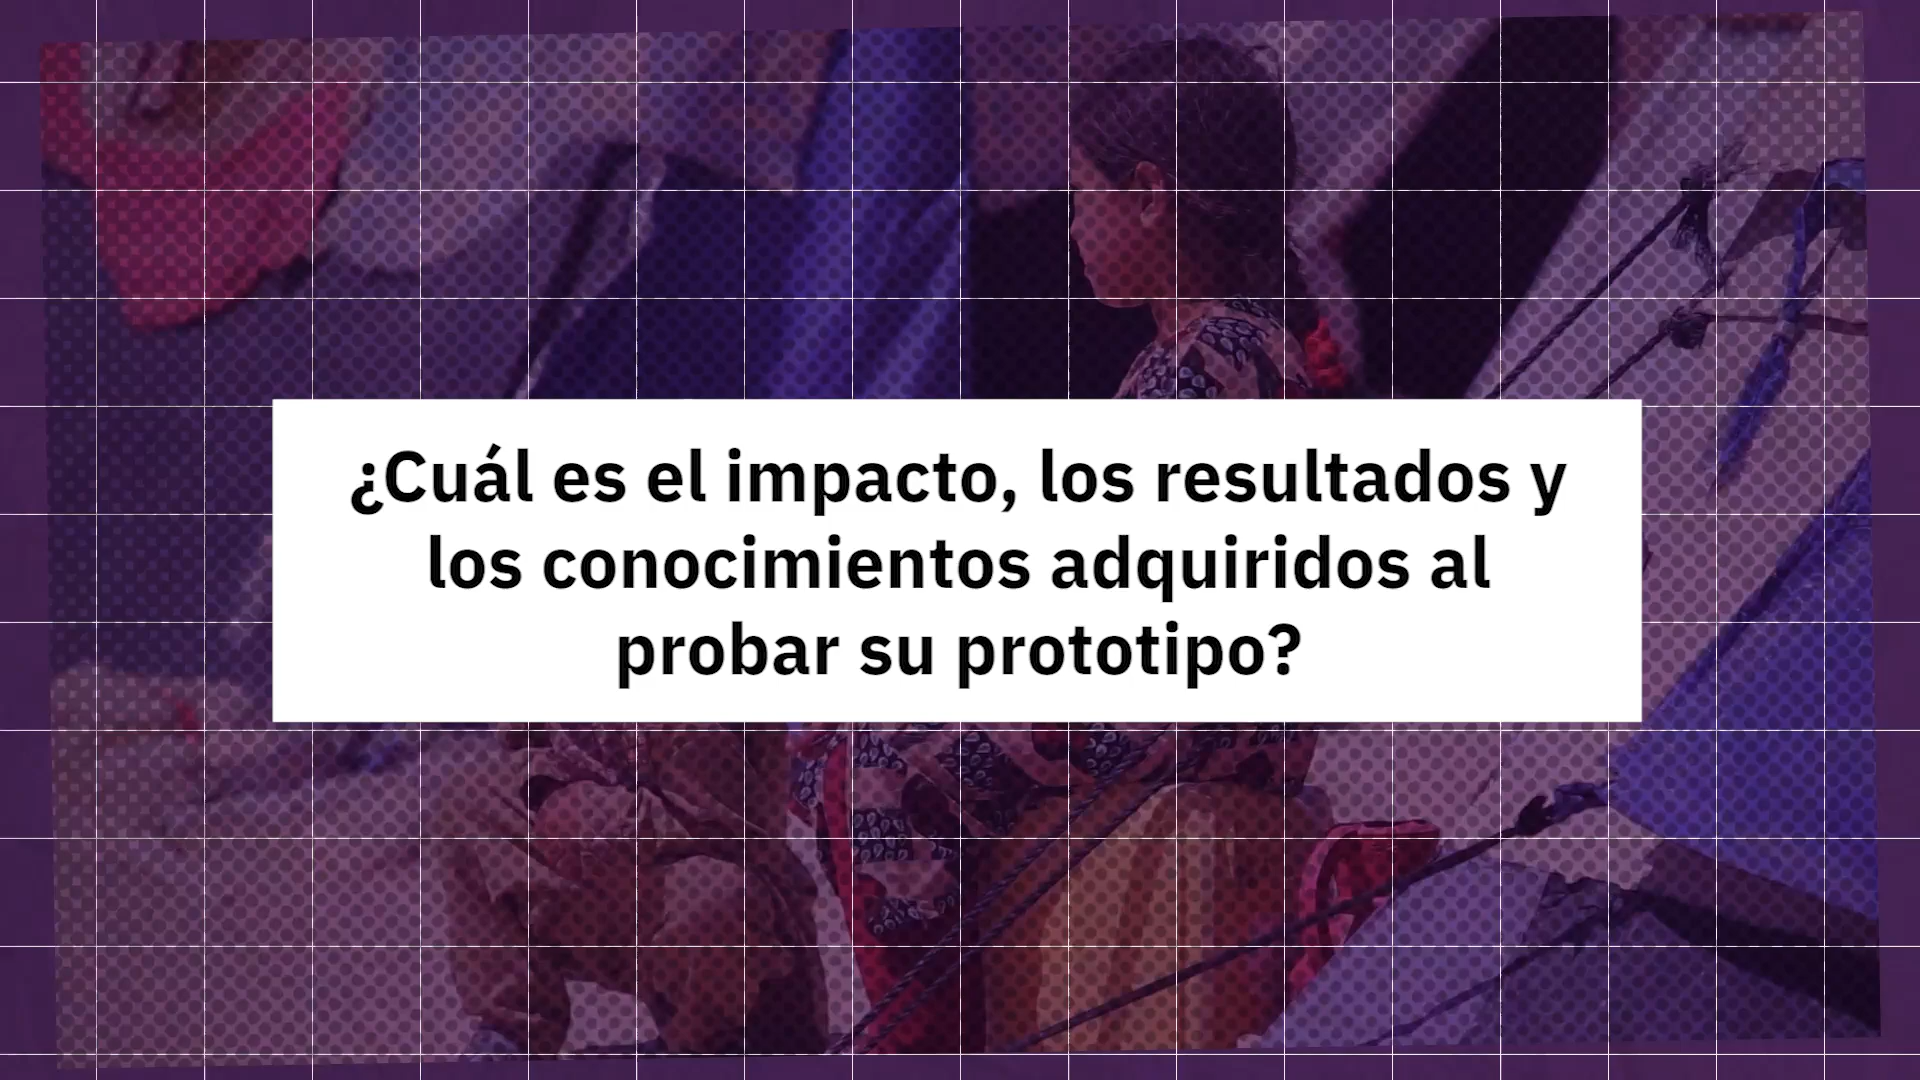 ¿Cuál es el impacto, los resultados y
los conocimientos adquiridos al
probar su prototipo?